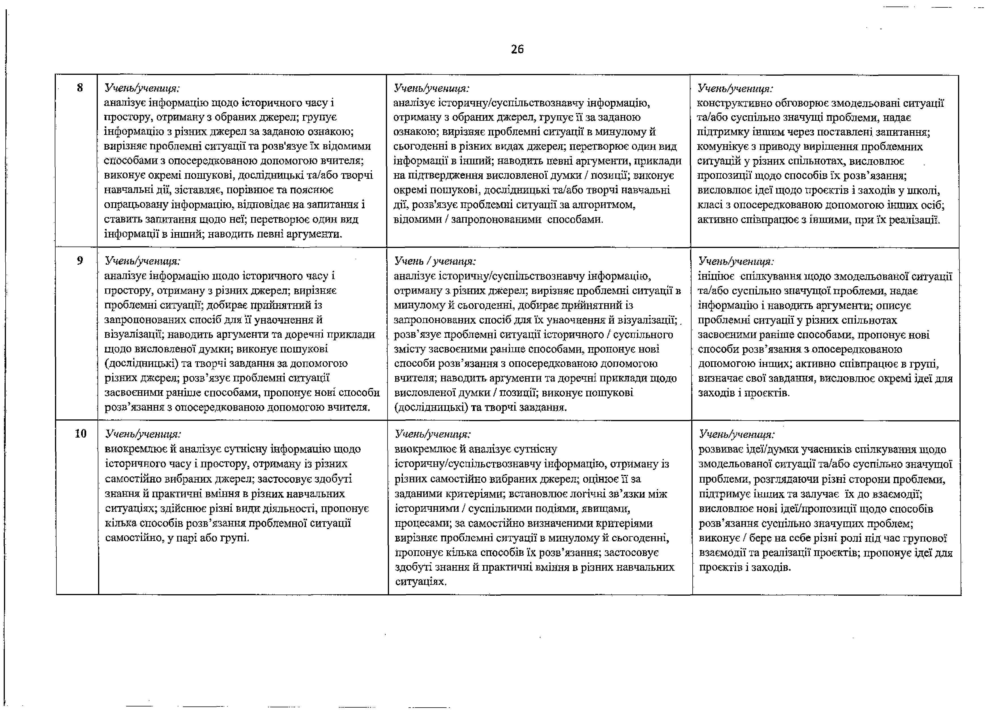 26
8
Учень/учениця:
аналізує інформацію щодо історичного часу і
простору, отриману з обраних джерел; групує
інформацію з різних джерел за заданою ознакою;
вирізняє проблемні ситуації та розв'язує їх відомими
способами з опосередкованою допомогою вчителя;
виконує окремі пошукові, дослідницькі та/або творчі
навчальні дії, зіставляє, порівнює та пояснює
опрацьовану інформацію, відповідає на запитання і
ставить запитання щодо неї; перетворює один вид
інформації в інший; наводить певні аргументи.
Учень/учениця:
аналізує історичну/суспільствознавчу інформацію,
отриману з обраних джерел, групує її за заданою
ознакою; вирізняє проблемні ситуації в минулому й
сьогоденні в різних видах джерел; перетворює один вид
інформації в інший; наводить певні аргументи, приклади
на підтвердження висловленої думки / позиції; виконує
окремі пошукові, дослідницькі та/або творчі навчальні
дії, розв'язує проблемні ситуації за алгоритмом,
відомими / запропонованими способами.
Учень/учениця:
конструктивно обговорює змодельовані ситуації
та/або суспільно значущі проблеми, надає
підтримку іншим через поставлені запитання;
комунікує з приводу вирішення проблемних
ситуацій у різних спільнотах, висловлює
пропозиції щодо способів їх розв’язання;
висловлює ідеї щодо проєктів і заходів у школі,
класі з опосередкованою допомогою інших осіб;
активно співпрацює з іншими, при їх реалізації.
9
Учень/учениця:
аналізує інформацію щодо історичного часу і
простору, отриману з різних джерел; вирізняє
проблемні ситуації; добирає прийнятний із
запропонованих спосіб для її унаочнення й
візуалізації; наводить аргументи та доречні приклади
щодо висловленої думки; виконує пошукові
(дослідницькі) та творчі завдання за допомогою
різних джерел; розв’язує проблемні ситуації
засвоєними раніше способами, пропонує нові способи
розв’язання з опосередкованою допомогою вчителя.
Учень / учениця:
аналізує історичну/суспільствознавчу інформацію,
отриману з різних джерел; вирізняє проблемні ситуації в
минулому й сьогоденні, добирає прийнятний із
запропонованих спосіб для їх унаочнення й візуалізації;
розв’язує проблемні ситуації історичного / суспільного
змісту засвоєними раніше способами, пропонує нові
способи розв’язання з опосередкованою допомогою
вчителя; наводить аргументи та доречні приклади щодо
висловленої думки / позиції; виконує пошукові
(дослідницькі) та творчі завдання.
Учень/учениця:
ініціює спілкування щодо змодельованої ситуації
та/або суспільно значущої проблеми, надає
інформацію і наводить аргументи; описує
проблемні ситуації у різних спільнотах
засвоєними раніше способами, пропонує нові
способи розв’язання з опосередкованою
допомогою інших; активно співпрацює в групі,
визначає свої завдання, висловлює окремі ідеї для
заходів і проєктів.
10
Учень/учениця:
виокремлює й аналізує сутнісну інформацію щодо
історичного часу і простору, отриману із різних
самостійно вибраних джерел; застосовує здобуті
знання й практичні вміння в різних навчальних
ситуаціях; здійснює різні види діяльності, пропонує
кілька способів розв’язання проблемної ситуації
самостійно, у парі або групі.
Учень/учениця:
виокремлює й аналізує сутнісну
історичну/суспільствознавчу інформацію, отриману із
різних самостійно вибраних джерел; оцінює її за
заданими критеріями; встановлює логічні зв’язки між
історичними / суспільними подіями, явищами,
процесами; за самостійно визначеними критеріями
вирізняє проблемні ситуації в минулому й сьогоденні,
пропонує кілька способів їх розв’язання; застосовує
здобуті знання й практичні вміння в різних навчальних
ситуаціях.
Учень/учениця:
розвиває ідеї/думки учасників спілкування щодо
змодельованої ситуації та/або суспільно значущої
проблеми, розглядаючи різні сторони проблеми,
підтримує інших та залучає їх до взаємодії;
висловлює нові ідеї/пропозиції щодо способів
розв’язання суспільно значущих проблем;
виконує / бере на себе різні ролі під час групової
взаємодії та реалізації проєктів; пропонує ідеї для
проєктів і заходів.